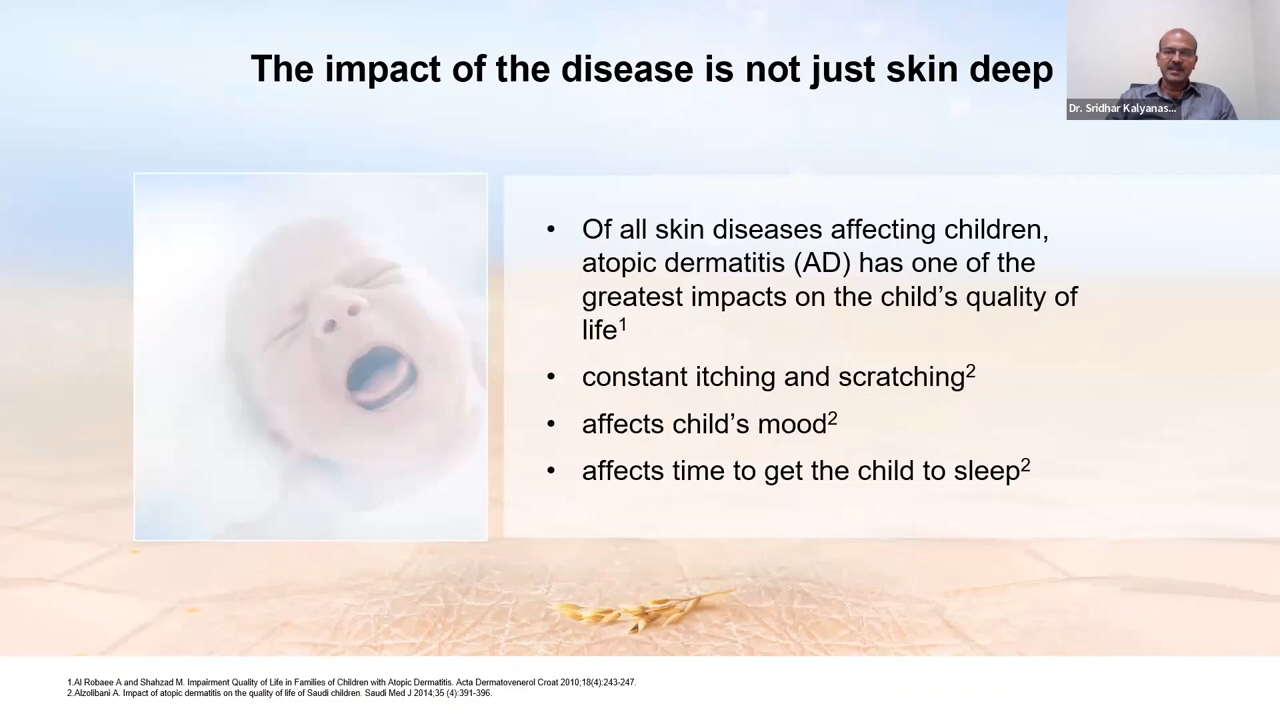 The impact of the disease is not just skin deep
Dr. Sridhar Kalyanas...
• Of all skin diseases affecting children,
atopic dermatitis (AD) has one of the
greatest impacts on the child’s quality of
life¹
• constant itching and scratching²
• affects child’s mood²
• affects time to get the child to sleep²
1.Al Robaee A and Shahzad M. Impairment Quality of Life in Families of Children with Atopic Dermatitis. Acta Dermatovenerol Croat 2010;18(4):243-247.
2.Alzolibani A. Impact of atopic dermatitis on the quality of life of Saudi children. Saudi Med J 2014;35 (4):391-396.